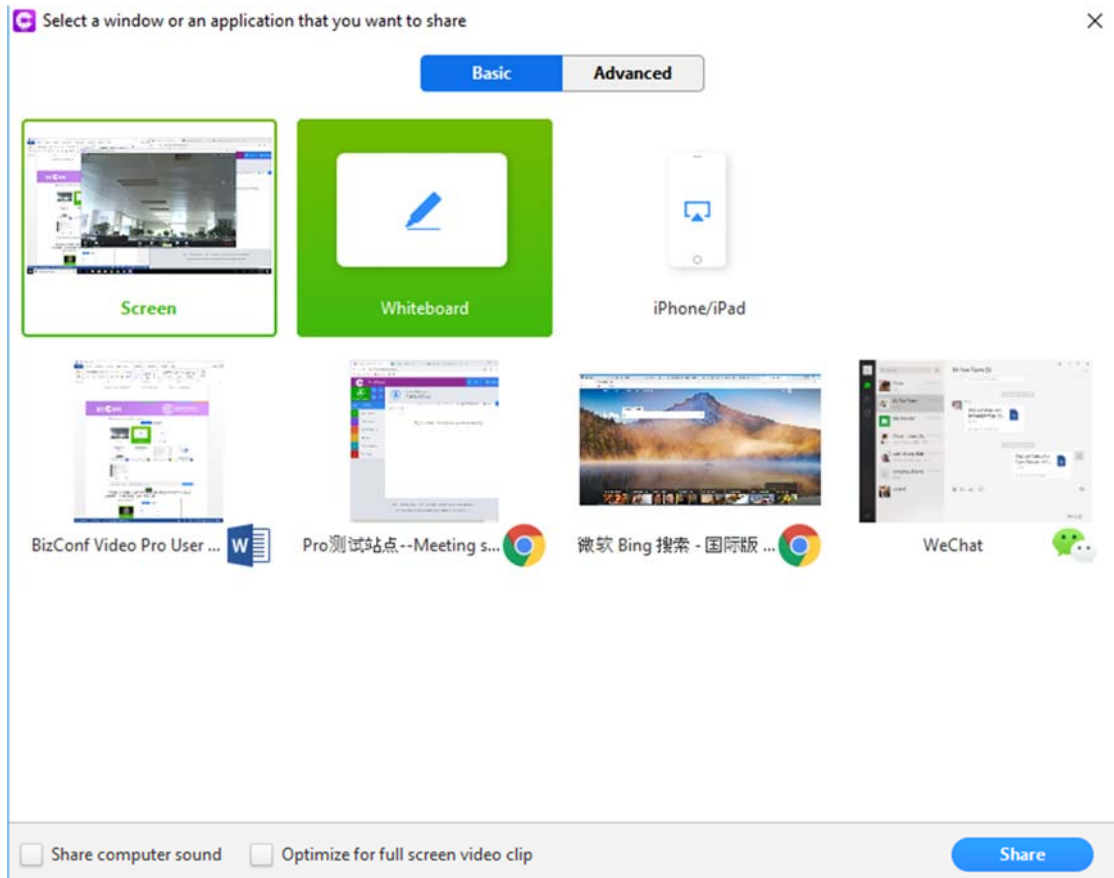 Select a window or an application that you want to share
Basic
Advanced
Screen
Whiteboard
iPhone/iPad
BizConf Video Pro User ...
Pro测试站点--Meeting s...
微软 Bing 搜索 - 国际版 ...
WeChat
Share computer sound
Optimize for full screen video clip
Share